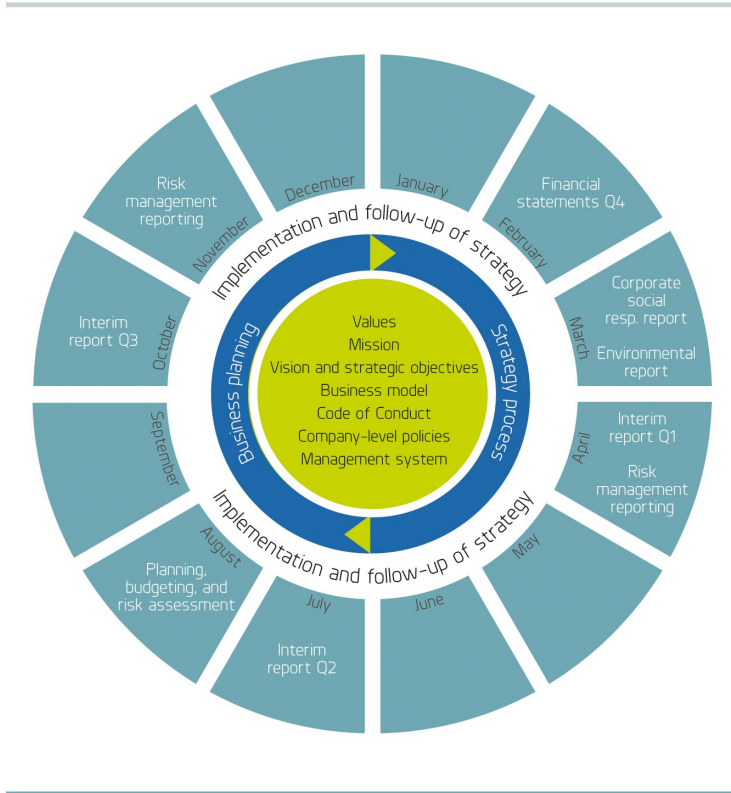 January
Financial
statements Q4
February
Corporate
social
resp. report
Environmental
report
March
Interim
report Q1
Risk
management
reporting
April
May
June
July
Interim
report Q2
August
Planning,
budgeting, and
risk assessment
September
October
Interim
report Q3
November
Risk
management
reporting
December
Implementation and follow-up of strategy
Strategy process
Implementation and follow-up of strategy
Business planning
Values
Mission
Vision and strategic objectives
Business model
Code of Conduct
Company-level policies
Management system